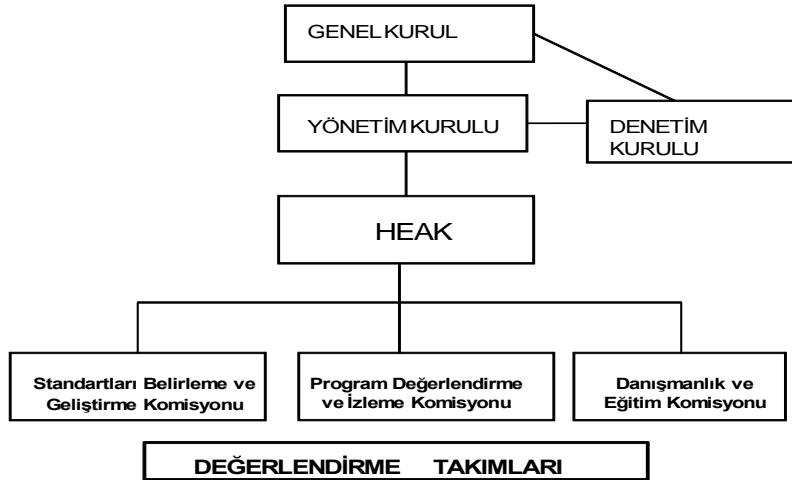 GENEL KURUL
YÖNETİM KURULU
DENETİM
KURULU
HEAK
Standartları Belirleme ve
Geliştirme Komisyonu
Program Değerlendirme
ve İzleme Komisyonu
Danışmanlık ve
Eğitim Komisyonu
DEĞERLENDİRME TAKIMLARI